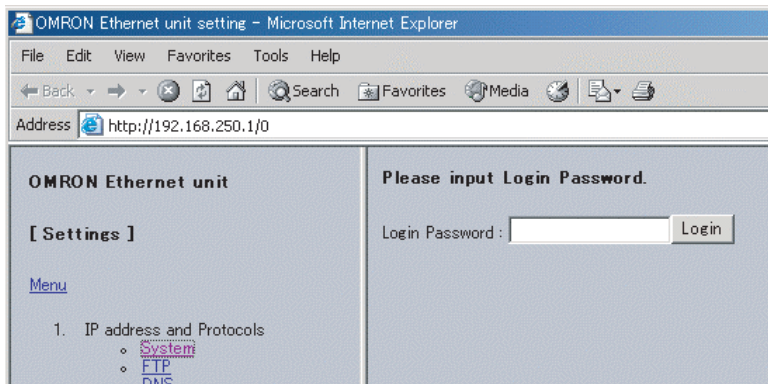 OMRON Ethernet unit setting - Microsoft Internet Explorer
File Edit View Favorites Tools Help
Back Search Favorites Media
Address http://192.168.250.1/0
OMRON Ethernet unit
[ Settings ]
Menu
1. IP address and Protocols
System
FTP
DNS
Please input Login Password.
Login Password :
Login